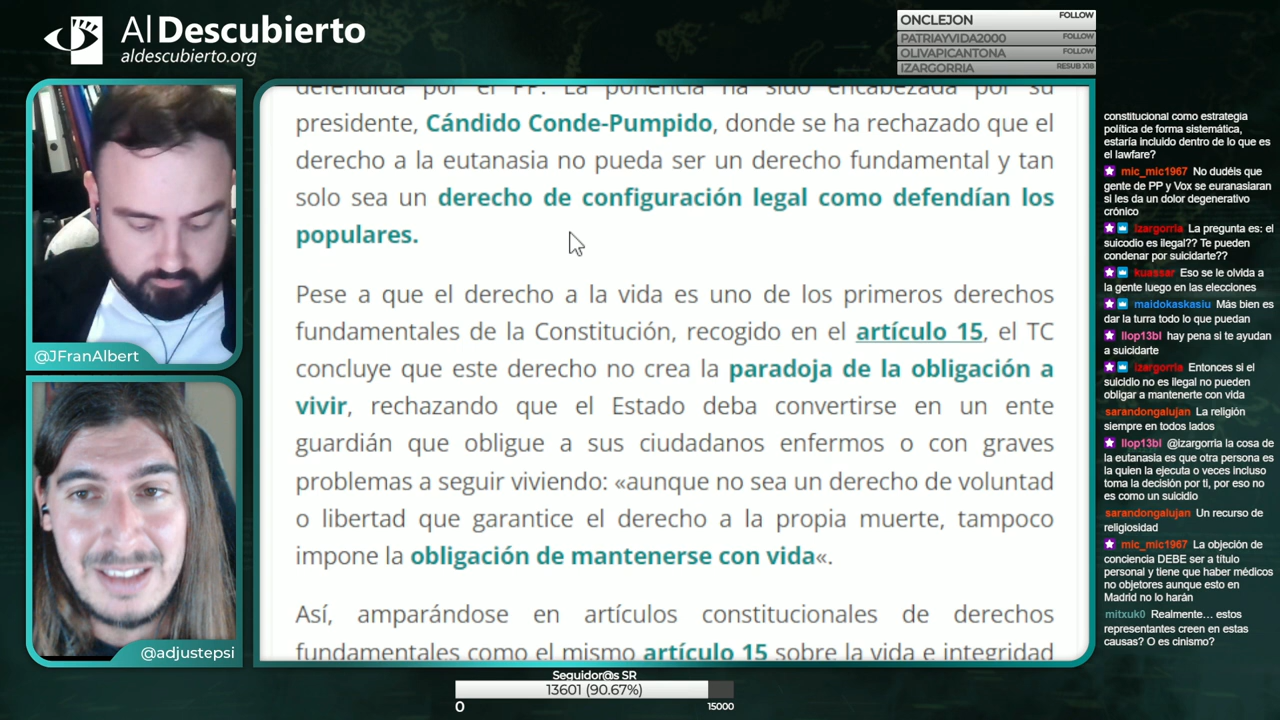 Al Descubierto
aldescubierto.org
ONCLEJON FOLLOW
PATRIAYVIDA2000 FOLLOW
OLIVAPICANTONA FOLLOW
IZARGORRIA RESUB X18
@JFranAlbert
@adjustepsi
defendida por el PP. La ponencia ha sido encabezada por su
presidente, Cándido Conde-Pumpido, donde se ha rechazado que el
derecho a la eutanasia no pueda ser un derecho fundamental y tan
solo sea un derecho de configuración legal como defendían los
populares.
Pese a que el derecho a la vida es uno de los primeros derechos
fundamentales de la Constitución, recogido en el artículo 15, el TC
concluye que este derecho no crea la paradoja de la obligación a
vivir, rechazando que el Estado deba convertirse en un ente
guardián que obligue a sus ciudadanos enfermos o con graves
problemas a seguir viviendo: «aunque no sea un derecho de voluntad
o libertad que garantice el derecho a la propia muerte, tampoco
impone la obligación de mantenerse con vida«.
Así, amparándose en artículos constitucionales de derechos
fundamentales como el mismo artículo 15 sobre la vida e integridad
constitucional como estrategia
política de forma sistemática,
estaría incluido dentro de lo que es
el lawfare?
mic_mic1967 No dudéis que
gente de PP y Vox se euranaslaran
si les da un dolor degenerativo
crónico
izargorria La pregunta es: el
suicodio es ilegal?? Te pueden
condenar por suicidarte??
kuassar Eso se le olvida a
la gente luego en las elecciones
maidokaskasiu Más bien es
dar la turra todo lo que puedan
llop13bl hay pena si te ayudan
a suicidarte
izargorria Entonces si el
suicidio no es ilegal no pueden
obligar a mantenerte con vida
sarandongalujan La religión
siempre en todos lados
llop13bl @izargorria la cosa de
la eutanasia es que otra persona es
la quien la ejecuta o veces incluso
toma la decisión por ti, por eso no
es como un suicidio
sarandongalujan Un recurso de
religiosidad
mic_mic1967 La objeción de
conciencia DEBE ser a título
personal y tiene que haber médicos
no objetores aunque esto en
Madrid no lo harán
mitxuk0 Realmente... estos
representantes creen en estas
causas? O es cinismo?
Seguidor@s SR
13601 (90.67%)
0 15000